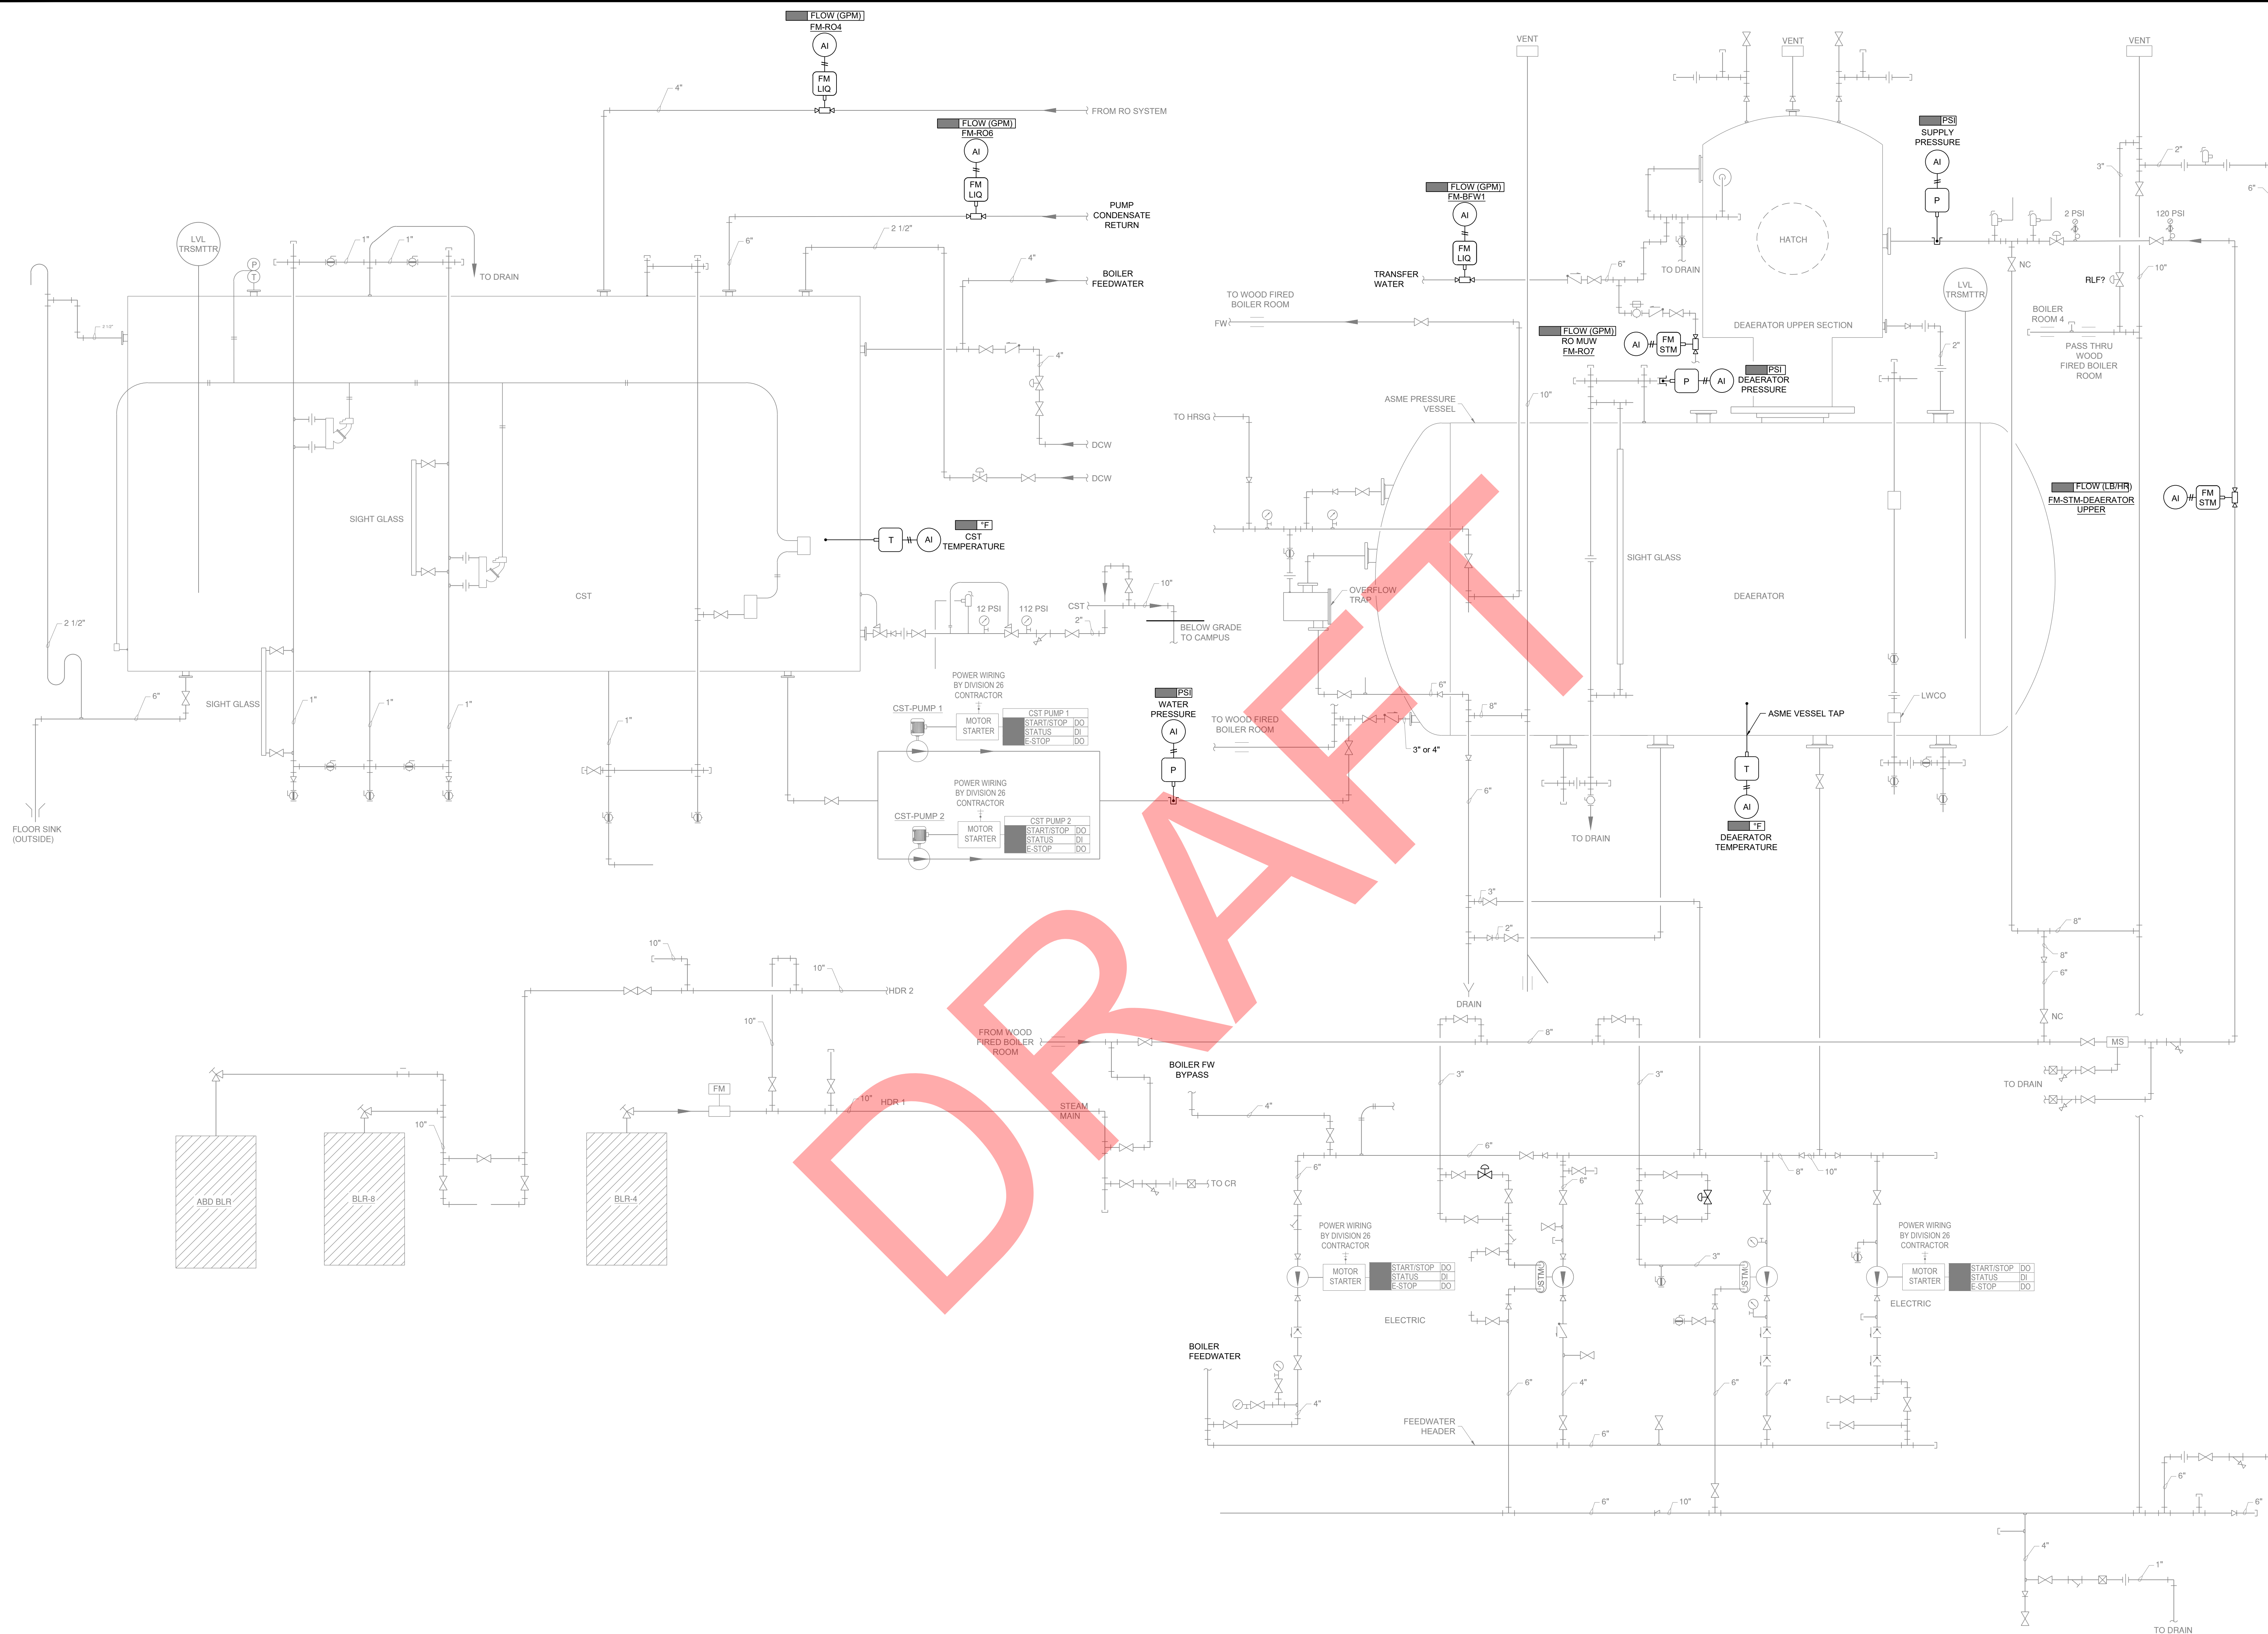 FLOW (GPM)
FM-RO4
AI
FM
LIQ
4"
FROM RO SYSTEM
FLOW (GPM)
FM-RO6
AI
FM
LIQ
PUMP
CONDENSATE
RETURN
6"
2 1/2"
4"
BOILER
FEEDWATER
LVL
TRSMTTR
P
T
1"
1"
TO DRAIN
2 1/2"
4"
DCW
DCW
SIGHT GLASS
T
AI
°F
CST
TEMPERATURE
CST
12 PSI
112 PSI
2"
CST
10"
BELOW GRADE
TO CAMPUS
2 1/2"
6"
SIGHT GLASS
1"
1"
1"
1"
FLOOR SINK
(OUTSIDE)
POWER WIRING
BY DIVISION 26
CONTRACTOR
CST-PUMP 1
MOTOR
STARTER
CST PUMP 1
START/STOP DO
STATUS DI
E-STOP DO
POWER WIRING
BY DIVISION 26
CONTRACTOR
CST-PUMP 2
MOTOR
STARTER
CST PUMP 2
START/STOP DO
STATUS DI
E-STOP DO
PSI
WATER
PRESSURE
AI
P
VENT
VENT
VENT
FLOW (GPM)
FM-BFW1
AI
FM
LIQ
TRANSFER
WATER
6"
TO DRAIN
HATCH
DEAERATOR UPPER SECTION
PSI
SUPPLY
PRESSURE
AI
P
2 PSI
120 PSI
NC
3"
2"
6"
10"
RLF?
LVL
TRSMTTR
BOILER
ROOM 4
PASS THRU
WOOD
FIRED BOILER
ROOM
2"
TO WOOD FIRED
BOILER ROOM
FW
FLOW (GPM)
RO MUW
FM-RO7
AI
FM
STM
P
AI
PSI
DEAERATOR
PRESSURE
ASME PRESSURE
VESSEL
10"
TO HRSG
FLOW (LB/HR)
FM-STM-DEAERATOR
UPPER
AI
FM
STM
SIGHT GLASS
DEAERATOR
OVERFLOW
TRAP
6"
8"
TO WOOD FIRED
BOILER ROOM
3" or 4"
LWCO
ASME VESSEL TAP
T
AI
°F
DEAERATOR
TEMPERATURE
6"
TO DRAIN
3"
2"
DRAIN
8"
8"
6"
NC
DRAFT
10"
10"
HDR 2
10"
FROM WOOD
FIRED BOILER
ROOM
8"
MS
TO DRAIN
BOILER FW
BYPASS
FM
10"
HDR 1
STEAM
MAIN
10"
ABD BLR
BLR-8
BLR-4
TO CR
4"
3"
3"
6"
6"
6"
8"
10"
POWER WIRING
BY DIVISION 26
CONTRACTOR
MOTOR
STARTER
START/STOP DO
STATUS DI
E-STOP DO
ELECTRIC
STM
3"
STM
POWER WIRING
BY DIVISION 26
CONTRACTOR
MOTOR
STARTER
START/STOP DO
STATUS DI
E-STOP DO
ELECTRIC
BOILER
FEEDWATER
4"
6"
4"
6"
4"
FEEDWATER
HEADER
6"
6"
10"
6"
6"
4"
1"
TO DRAIN